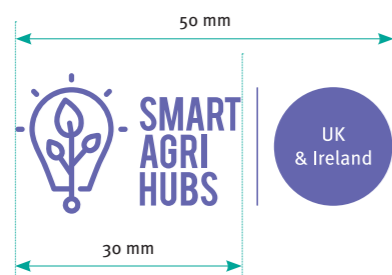 50 mm
SMART
AGRI
HUBS
UK
& Ireland
30 mm